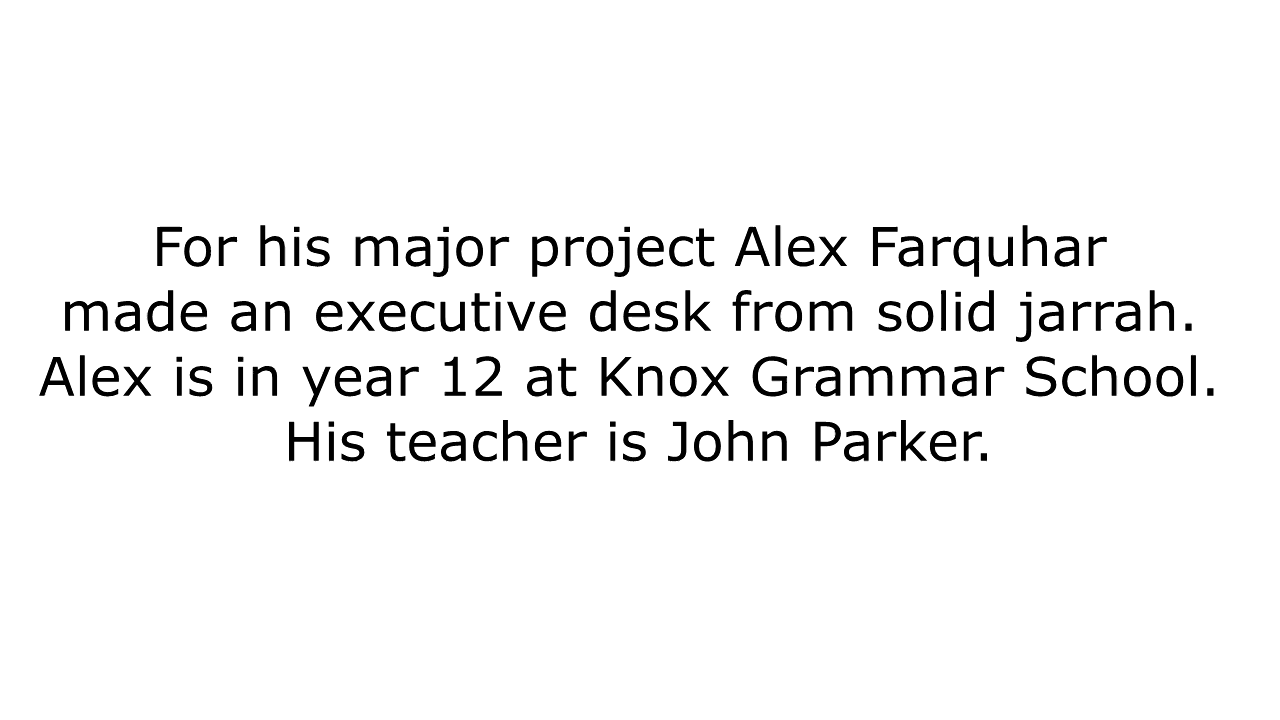 For his major project Alex Farquhar
made an executive desk from solid jarrah.
Alex is in year 12 at Knox Grammar School.
His teacher is John Parker.